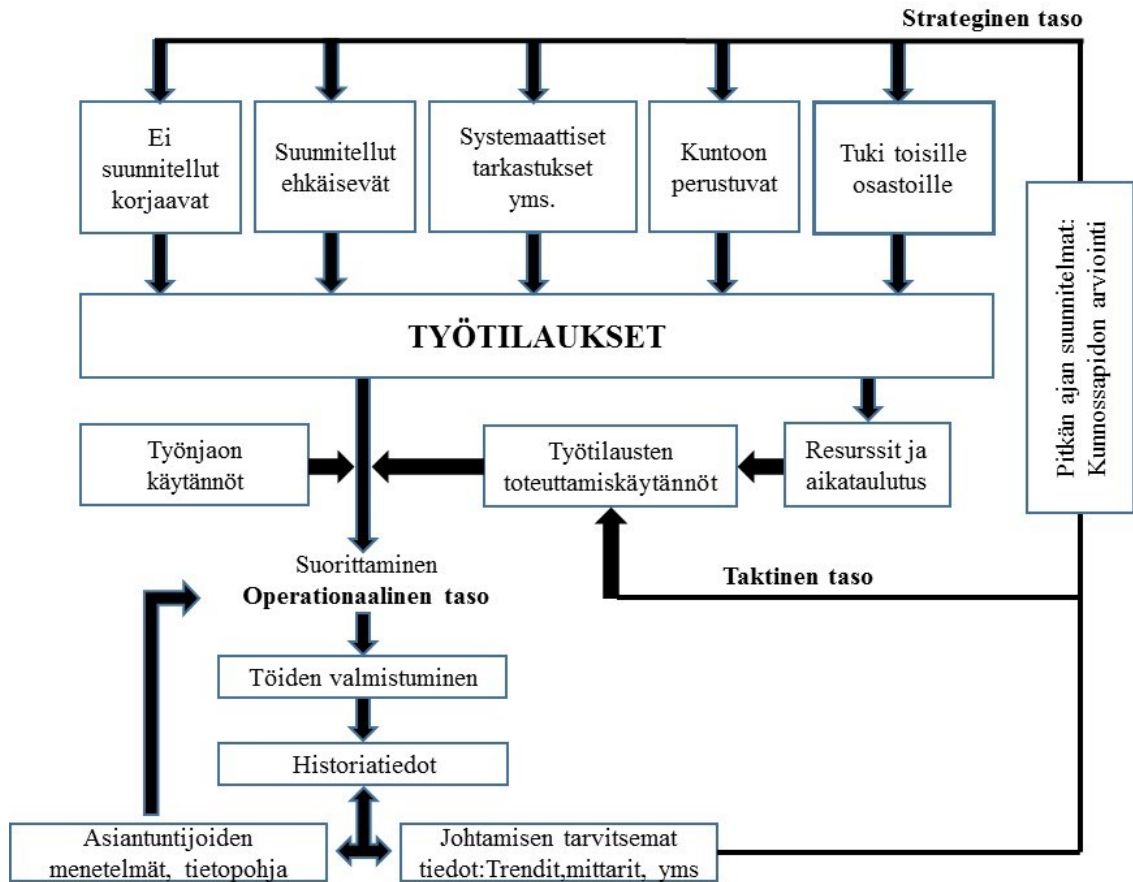 Strateginen taso
Ei
suunnitellut
korjaavat
Suunnitellut
ehkäisevät
Systemaattiset
tarkastukset
yms.
Kuntoon
perustuvat
Tuki toisille
osastoille
Pitkän ajan suunnitelmat:
Kunnossapidon arviointi
TYÖTILAUKSET
Työnjaon
käytännöt
Työtilausten
toteuttamiskäytännöt
Resurssit ja
aikataulutus
Suorittaminen
Operationaalinen taso
Taktinen taso
Töiden valmistuminen
Historiatiedot
Asiantuntijoiden
menetelmät, tietopohja
Johtamisen tarvitsemat
tiedot:Trendit,mittarit, yms